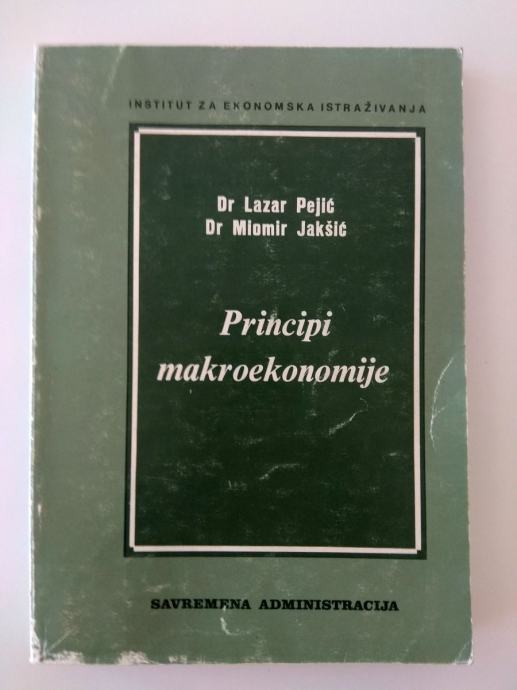 INSTITUT ZA EKONOMSKA ISTRAŽIVANJA
Dr Lazar Pejić
Dr Miomir Jakšić
Principi
makroekonomije
SAVREMENA ADMINISTRACIJA